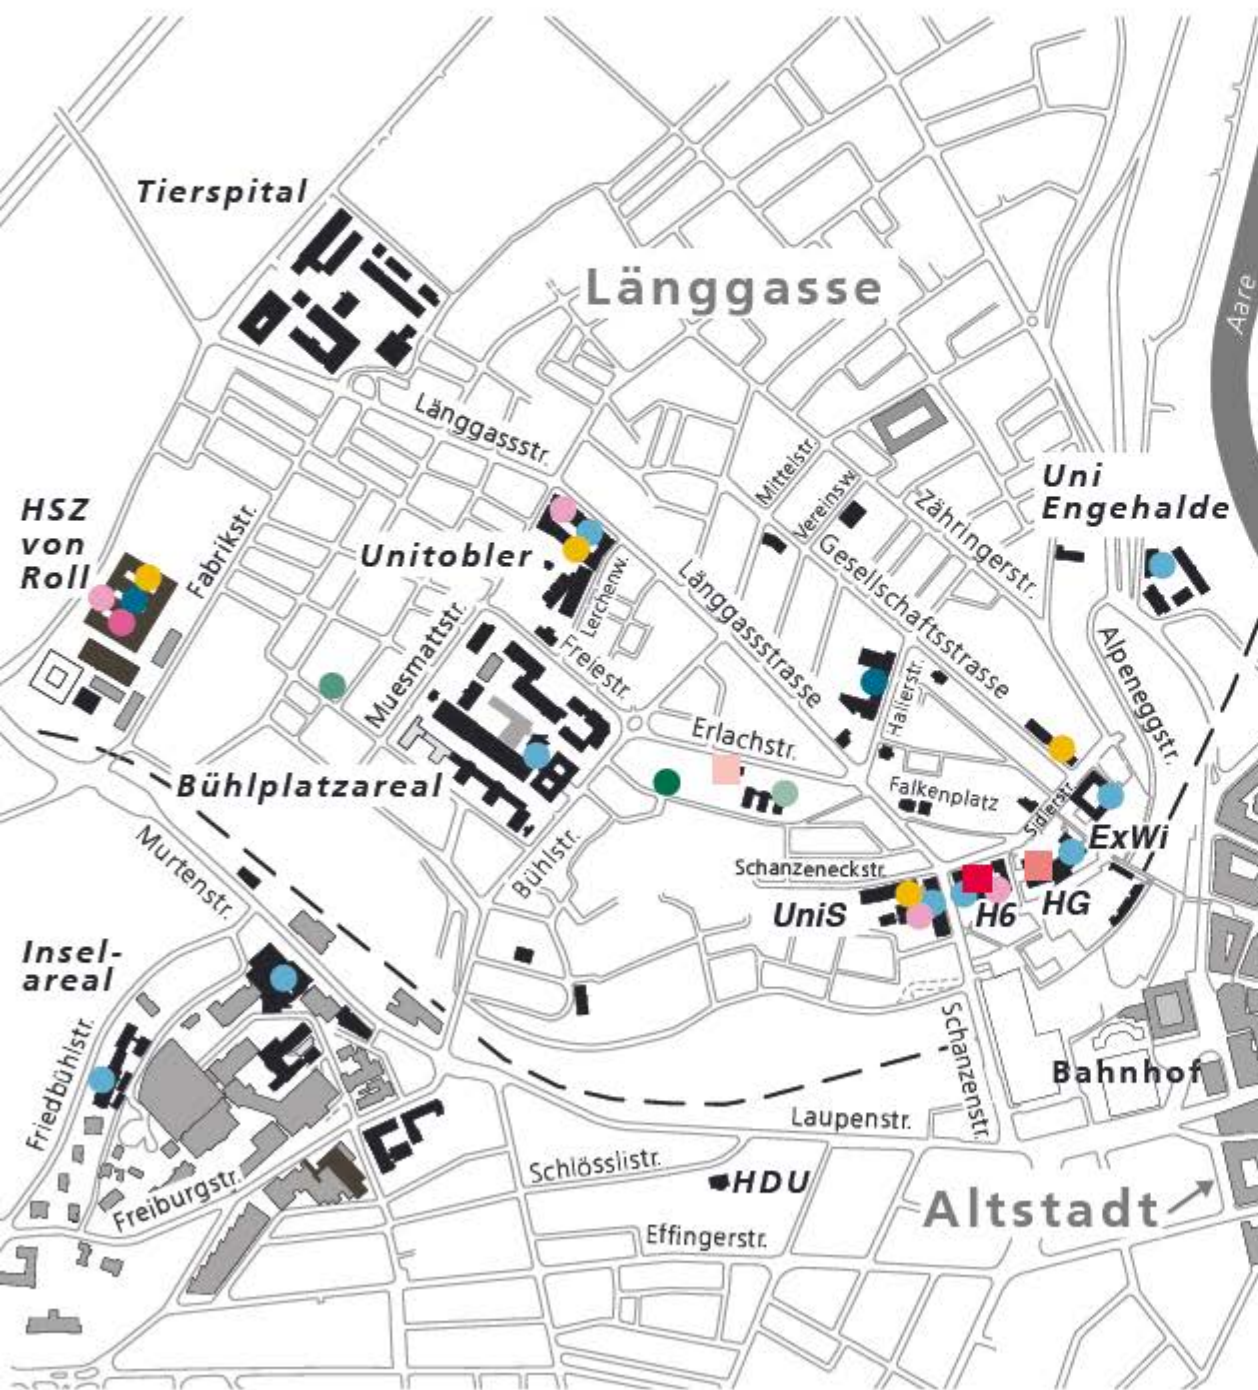 Tierspital
Länggasse
Aare
Länggassstr.
Mittelstr.
Vereinsw.
Zähringerstr.
Uni
Engehalde
HSZ
von
Roll
Fabrikstr.
Unitobler
Lerchenw.
Länggassstrasse
Gesellschaftsstrasse
Muesmattstr.
Freiestr.
Hallerstr.
Alpeneggstr.
Erlachstr.
Bühlplatzareal
Falkenplatz
Sidlerstr.
ExWi
Murtenstr.
Bühlstr.
Schanzeneckstr.
UniS
H6
HG
Insel-
areal
Friedbühlstr.
Schanzenstr.
Bahnhof
Laupenstr.
Freiburgstr.
Schlösslistr.
HDU
Altstadt
Effingerstr.